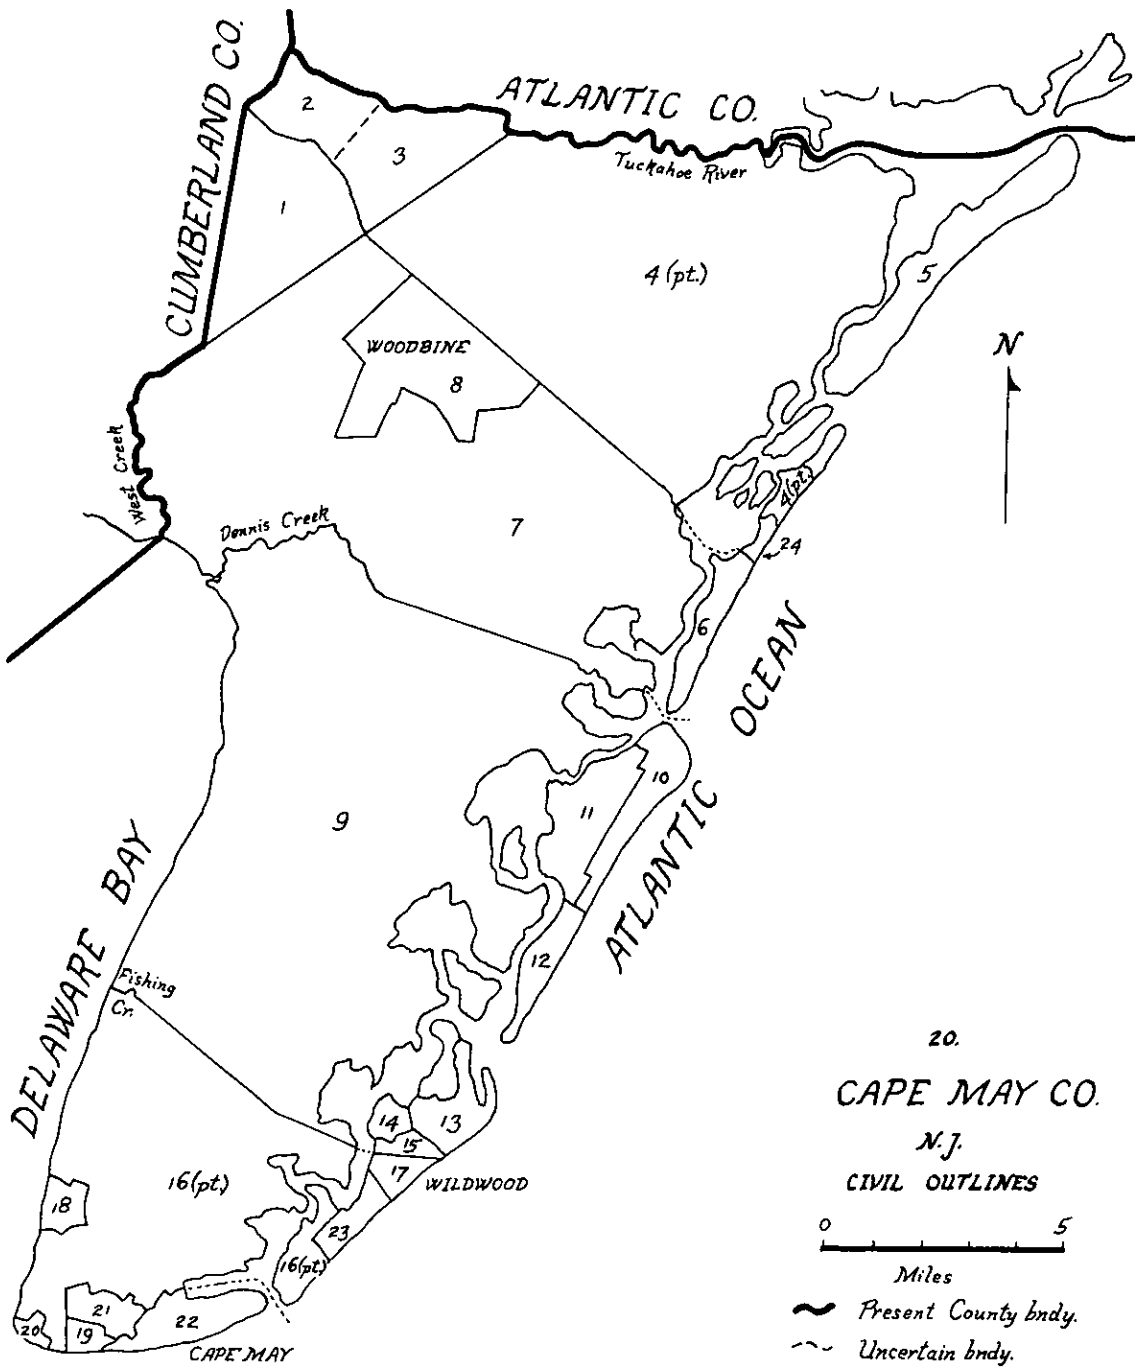 CUMBERLAND CO.
ATLANTIC CO.
Tuckahoe River
2
3
1
4 (pt.)
5
N
WOODBINE
8
West Creek
Dennis Creek
7
4 (pt.)
24
6
ATLANTIC OCEAN
10
11
9
12
DELAWARE BAY
Fishing
Cr.
13
14
15
17
WILDWOOD
16 (pt.)
18
23
16 (pt.)
21
22
20
19
CAPE MAY
20.
CAPE MAY CO.
N.J.
CIVIL OUTLINES
0 5
Miles
Present County bndy.
Uncertain bndy.